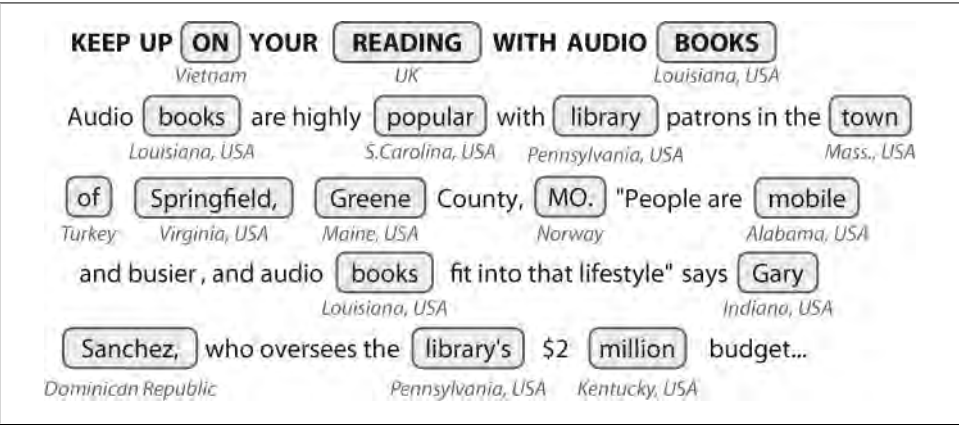 KEEP UP ON YOUR READING WITH AUDIO BOOKS
Vietnam UK Louisiana, USA
Audio books are highly popular with library patrons in the town
Louisiana, USA S.Carolina, USA Pennsylvania, USA Mass., USA
of Springfield, Greene County, MO. "People are mobile
Turkey Virginia, USA Maine, USA Norway Alabama, USA
and busier, and audio books fit into that lifestyle" says Gary
Louisiana, USA Indiana, USA
Sanchez, who oversees the library's $2 million budget...
Dominican Republic Pennsylvania, USA Kentucky, USA